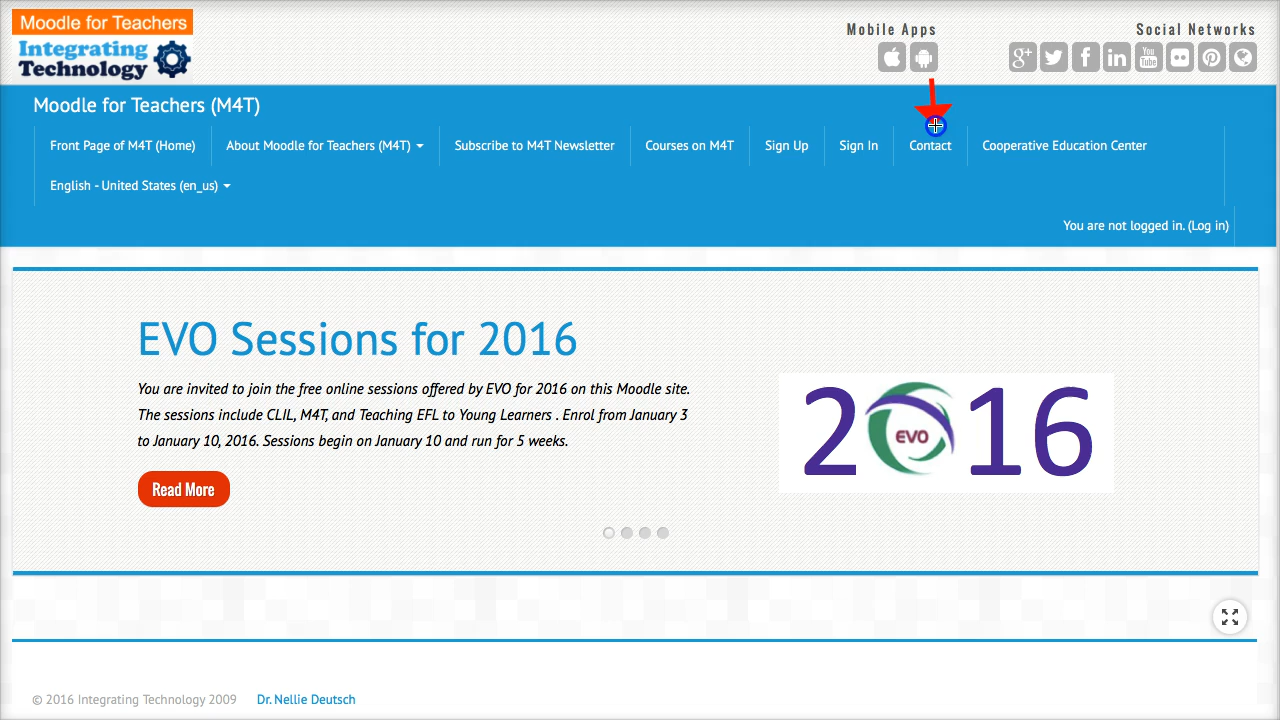 Moodle for Teachers
Integrating
Technology
Mobile Apps
Social Networks
You
Tube
Moodle for Teachers (M4T)
Front Page of M4T (Home)
About Moodle for Teachers (M4T)
Subscribe to M4T Newsletter
Courses on M4T
Sign Up
Sign In
Contact
Cooperative Education Center
English - United States (en_us)
You are not logged in. (Log in)
EVO Sessions for 2016
You are invited to join the free online sessions offered by EVO for 2016 on this Moodle site.
The sessions include CLIL, M4T, and Teaching EFL to Young Learners . Enrol from January 3
to January 10, 2016. Sessions begin on January 10 and run for 5 weeks.
2 EVO 16
Read More
© 2016 Integrating Technology 2009 Dr. Nellie Deutsch